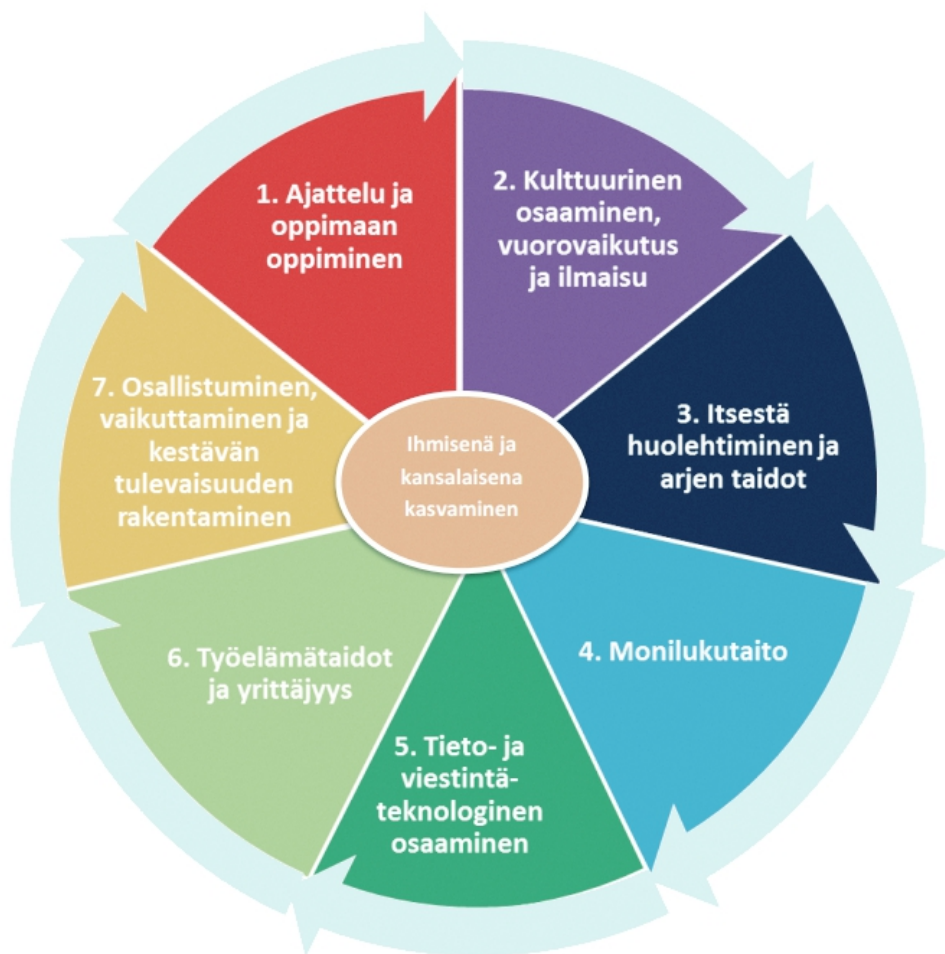 1. Ajattelu ja
oppimaan
oppiminen
2. Kulttuurinen
osaaminen,
vuorovaikutus
ja ilmaisu
3. Itsestä
huolehtiminen ja
arjen taidot
4. Monilukutaito
5. Tieto- ja
viestintä-
teknologinen
osaaminen
6. Työelämätaidot
ja yrittäjyys
7. Osallistuminen,
vaikuttaminen ja
kestävän
tulevaisuuden
rakentaminen
Ihmisenä ja
kansalaisena
kasvaminen